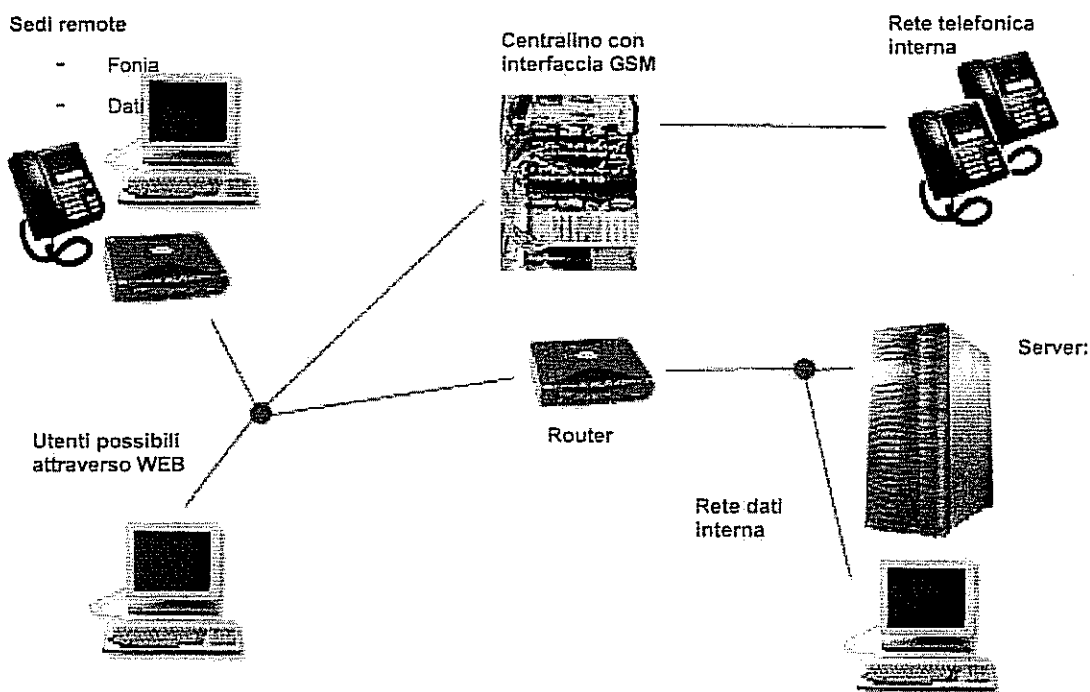 Sedi remote
- Fonia
- Dati
Centralino con
interfaccia GSM
Rete telefonica
interna
Server:
Router
Utenti possibili
attraverso WEB
Rete dati
interna